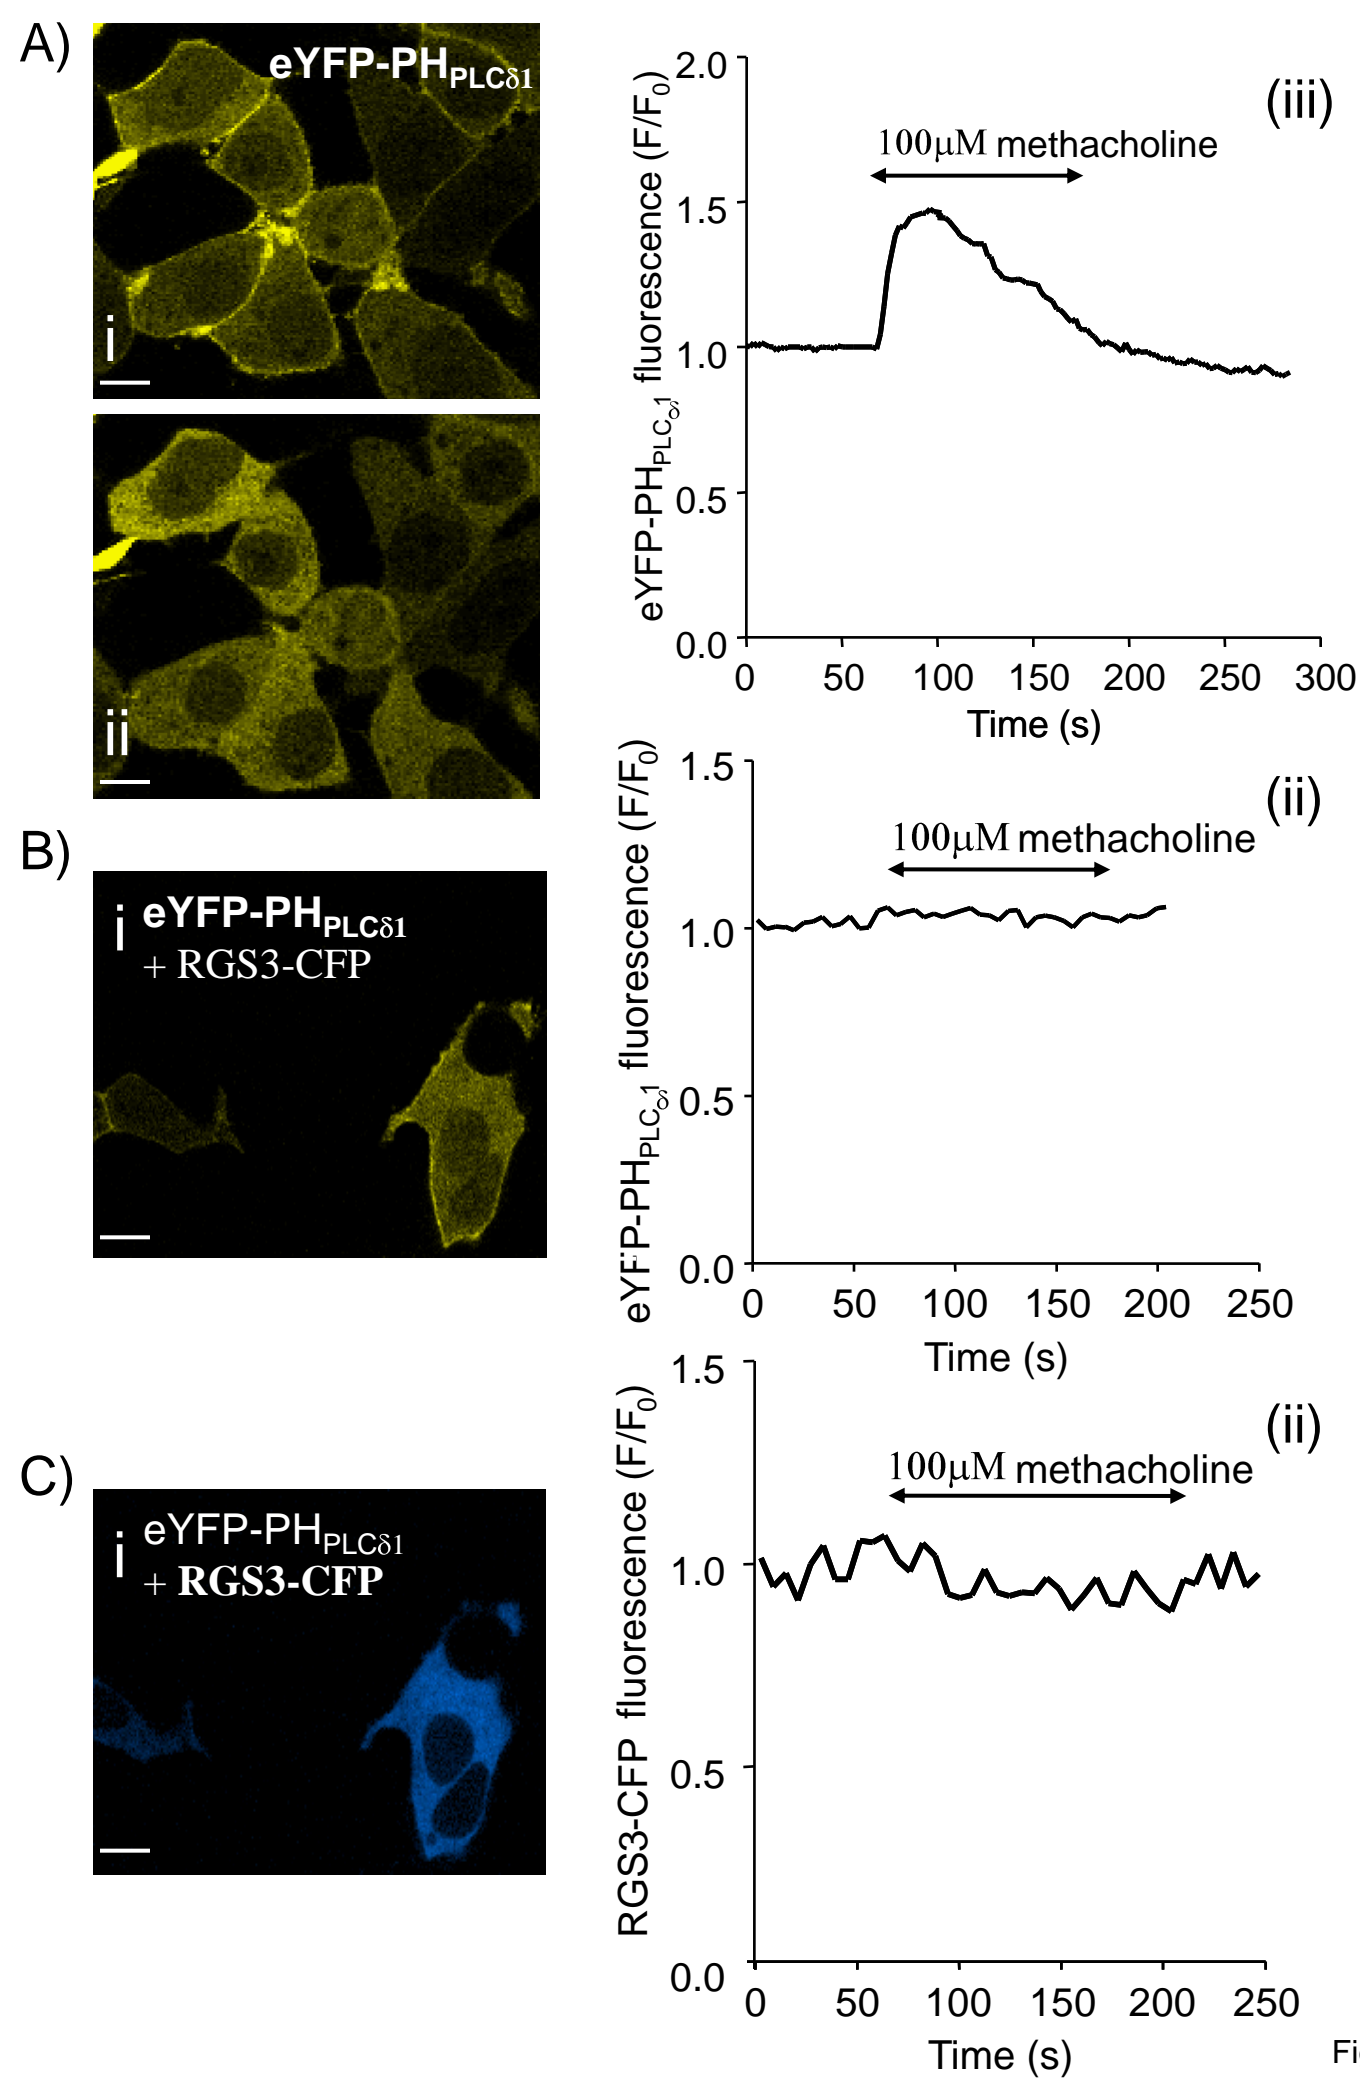 A)
eYFP-PHPLCδ1
i
ii
(iii)
100μM methacholine
eYFP-PHPLCδ1 fluorescence (F/F0)
2.0
1.5
1.0
0.5
0.0
0 50 100 150 200 250 300
Time (s)
B)
i eYFP-PHPLCδ1
+ RGS3-CFP
(ii)
100μM methacholine
eYFP-PHPLCδ1 fluorescence (F/F0)
1.5
1.0
0.5
0.0
0 50 100 150 200 250
Time (s)
C)
i eYFP-PHPLCδ1
+ RGS3-CFP
(ii)
100μM methacholine
RGS3-CFP fluorescence (F/F0)
1.5
1.0
0.5
0.0
0 50 100 150 200 250
Time (s)